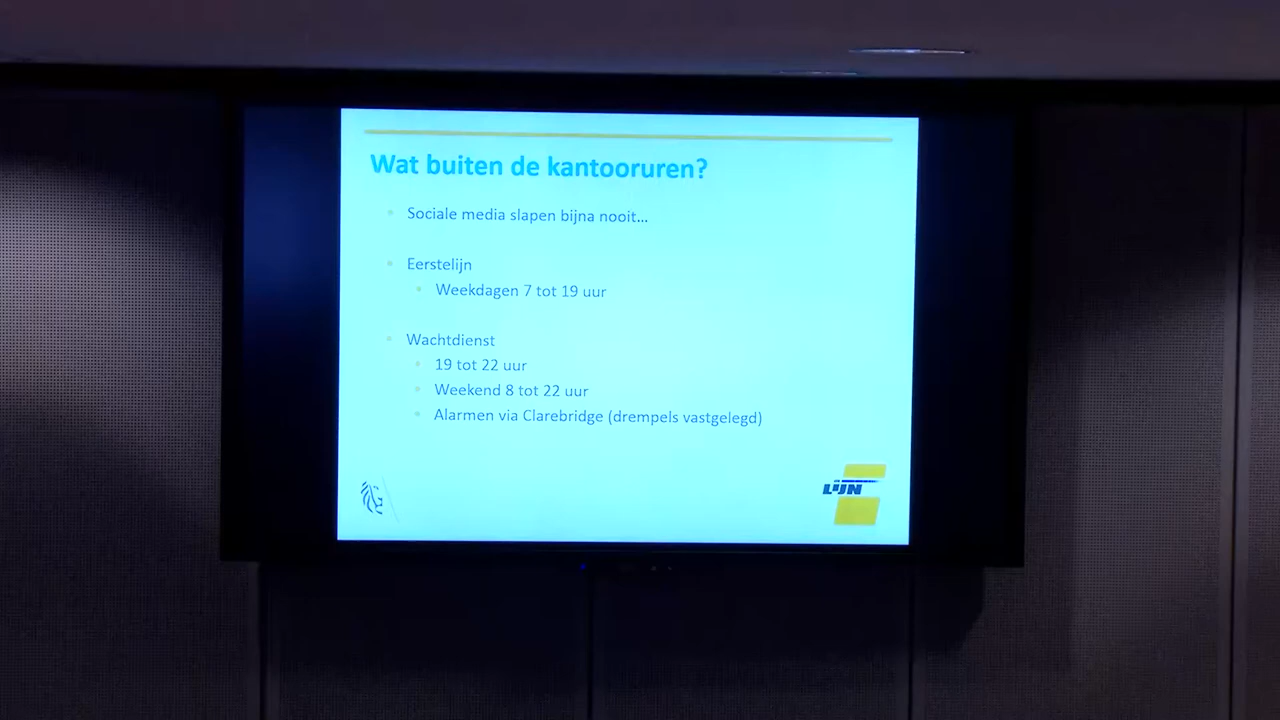 Wat buiten de kantooruren?
Sociale media slapen bijna nooit...
Eerstelijn
Weekdagen 7 tot 19 uur
Wachtdienst
19 tot 22 uur
Weekend 8 tot 22 uur
Alarmen via Clarebridge (drempels vastgelegd)
DE
LIJN